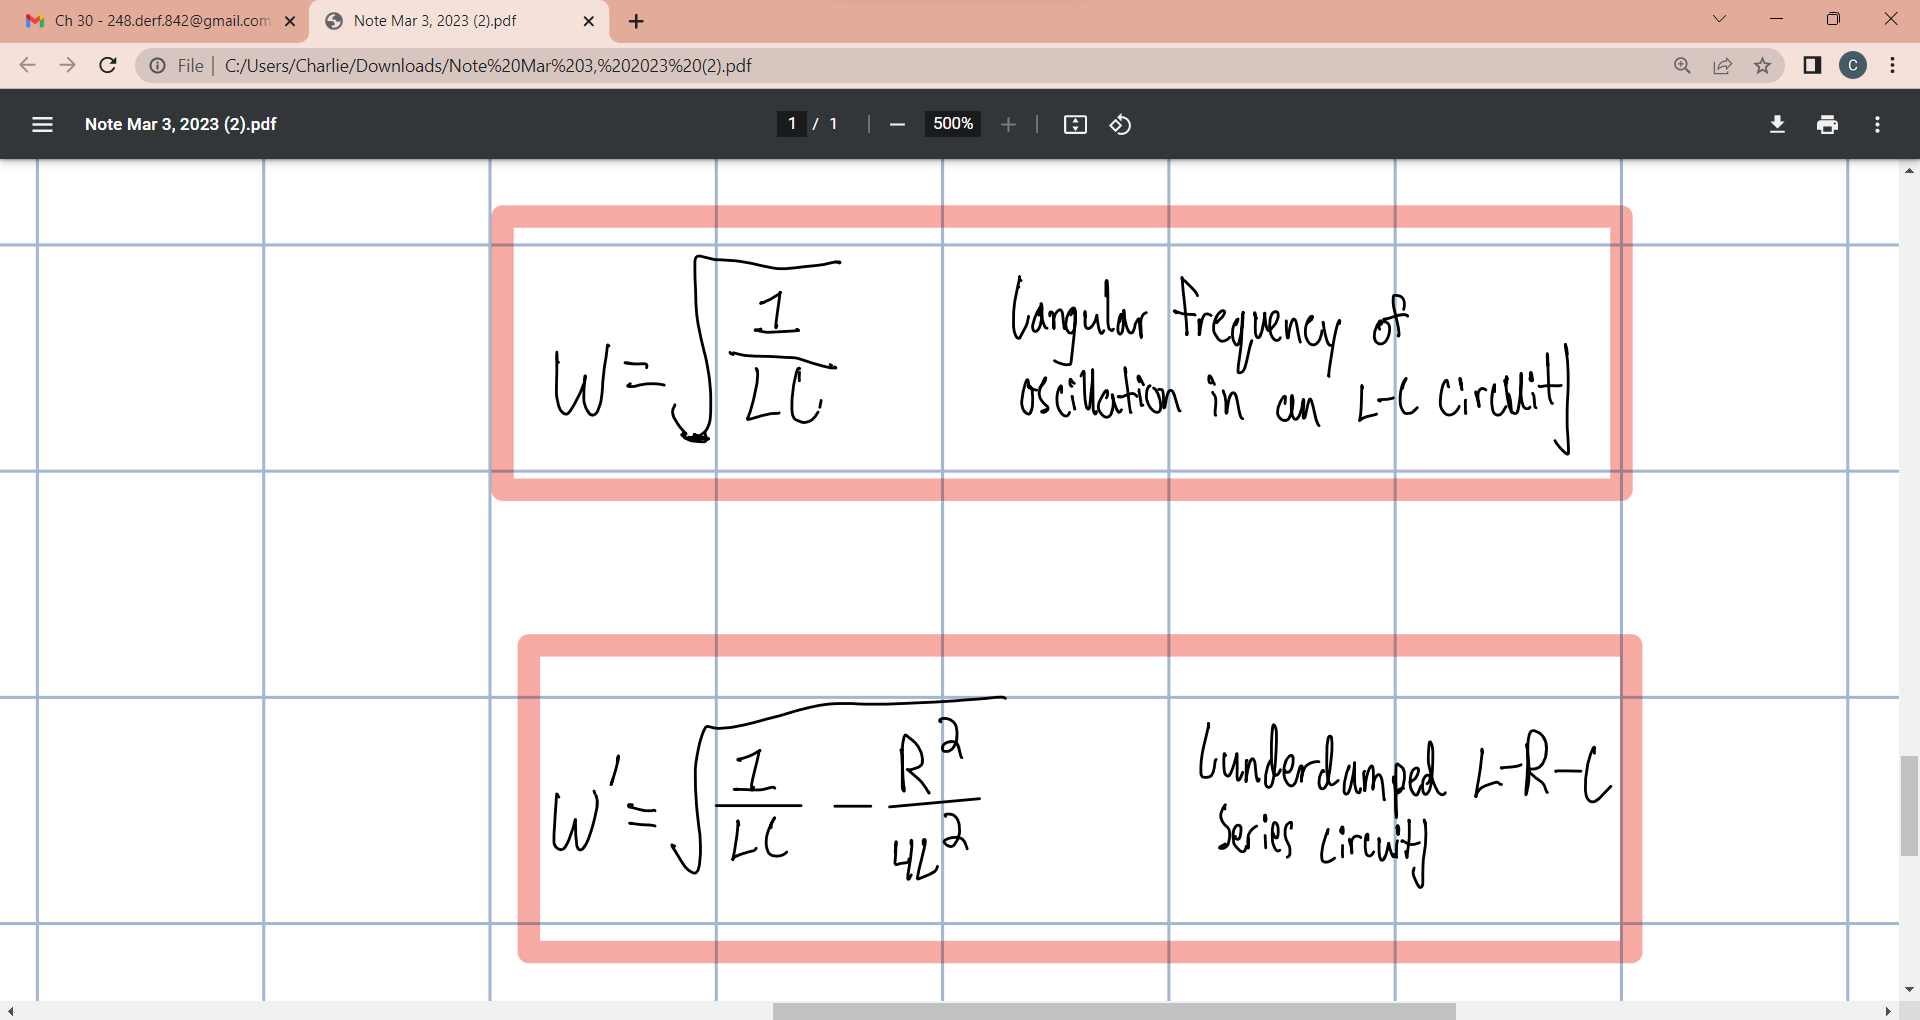 Ch 30 - 248.derf.842@gmail.com
Note Mar 3, 2023 (2).pdf
File | C:/Users/Charlie/Downloads/Note%20Mar%203,%202023%20(2).pdf
C
Note Mar 3, 2023 (2).pdf
1 / 1
500%
W = √(1/LC)
(angular frequency of
oscillation in an L-C circuit)
W' = √(1/LC - R²/4L²)
(underdamped L-R-C
series circuit)